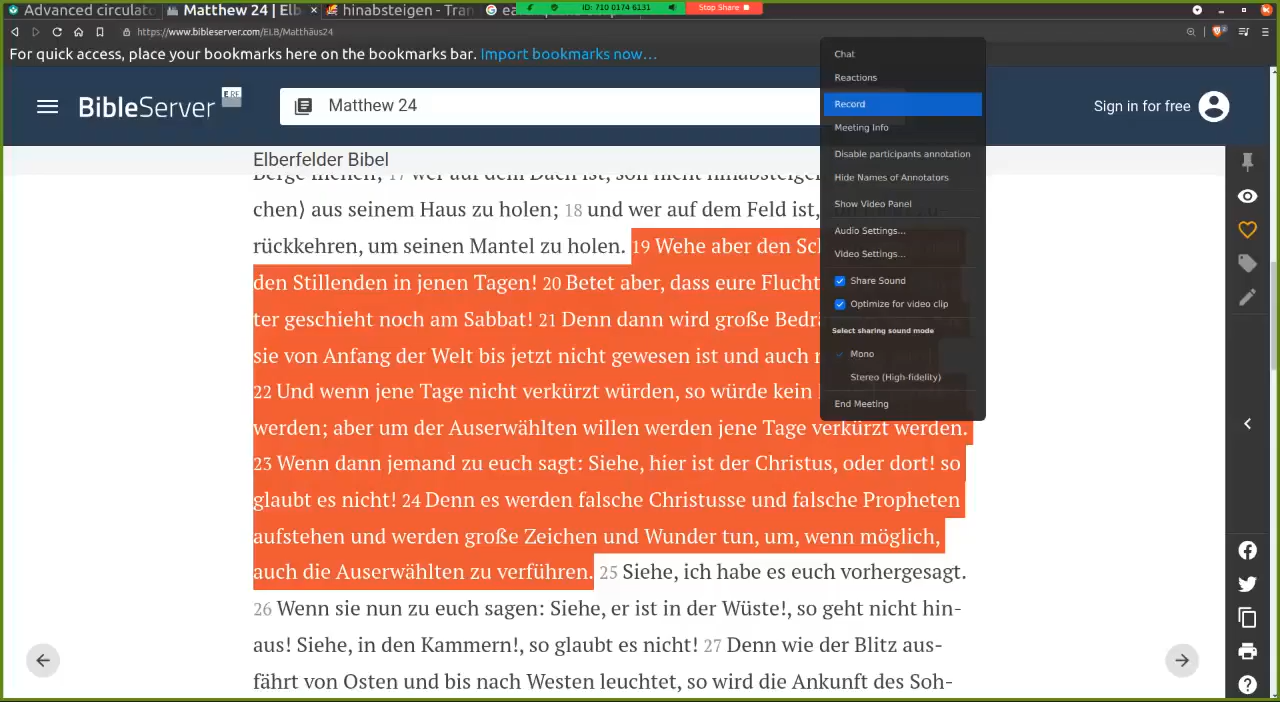 Advanced circulato
Matthew 24 | Elb
hinabsteigen - Tran
ID: 710 0174 6131
Stop Share
https://www.bibleserver.com/ELB/Matthäus24
For quick access, place your bookmarks here on the bookmarks bar. Import bookmarks now…
BibleServer
E RF
Matthew 24
Sign in for free
Elberfelder Bibel
17 wer auf dem Dach ist, soll nicht hinabsteigen
chen⟩ aus seinem Haus zu holen; 18 und wer auf dem Feld ist,
rückkehren, um seinen Mantel zu holen. 19 Wehe aber den Sc
den Stillenden in jenen Tagen! 20 Betet aber, dass eure Flucht
ter geschieht noch am Sabbat! 21 Denn dann wird große Bedrä
sie von Anfang der Welt bis jetzt nicht gewesen ist und auch n
22 Und wenn jene Tage nicht verkürzt würden, so würde kein
werden; aber um der Auserwählten willen werden jene Tage verkürzt werden.
23 Wenn dann jemand zu euch sagt: Siehe, hier ist der Christus, oder dort! so
glaubt es nicht! 24 Denn es werden falsche Christusse und falsche Propheten
aufstehen und werden große Zeichen und Wunder tun, um, wenn möglich,
auch die Auserwählten zu verführen. 25 Siehe, ich habe es euch vorhergesagt.
26 Wenn sie nun zu euch sagen: Siehe, er ist in der Wüste!, so geht nicht hin-
aus! Siehe, in den Kammern!, so glaubt es nicht! 27 Denn wie der Blitz aus-
fährt von Osten und bis nach Westen leuchtet, so wird die Ankunft des Soh-
Chat
Reactions
Record
Meeting Info
Disable participants annotation
Hide Names of Annotators
Show Video Panel
Audio Settings...
Video Settings...
Share Sound
Optimize for video clip
Select sharing sound mode
Mono
Stereo (High-fidelity)
End Meeting